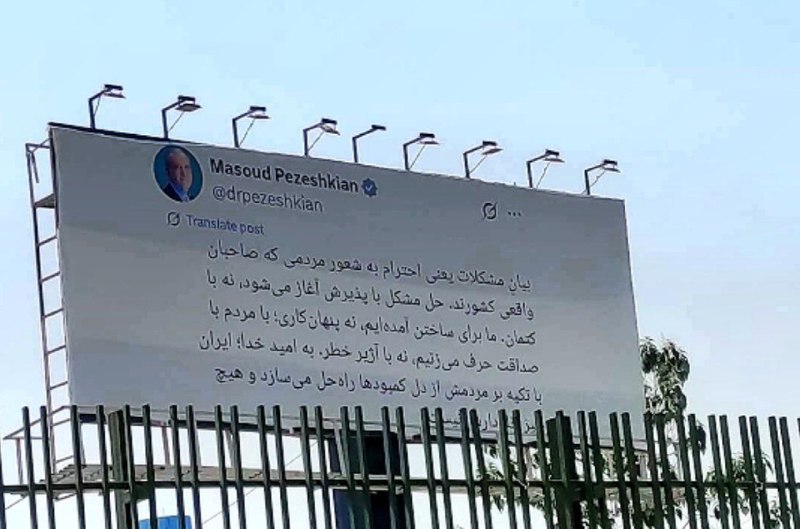 Masoud Pezeshkian
@drpezeshkian
Translate post
بیان مشکلات یعنی احترام به شعور مردمی که صاحبان
واقعی کشورند. حل مشکل با پذیرش آغاز می‌شود، نه با
کتمان. ما برای ساختن آمده‌ایم، نه پنهان‌کاری؛ با مردم با
صداقت حرف می‌زنیم، نه با آژیر خطر. به امید خدا؛ ایران
با تکیه بر مردمش از دل کمبودها راه‌حل می‌سازد و هیچ